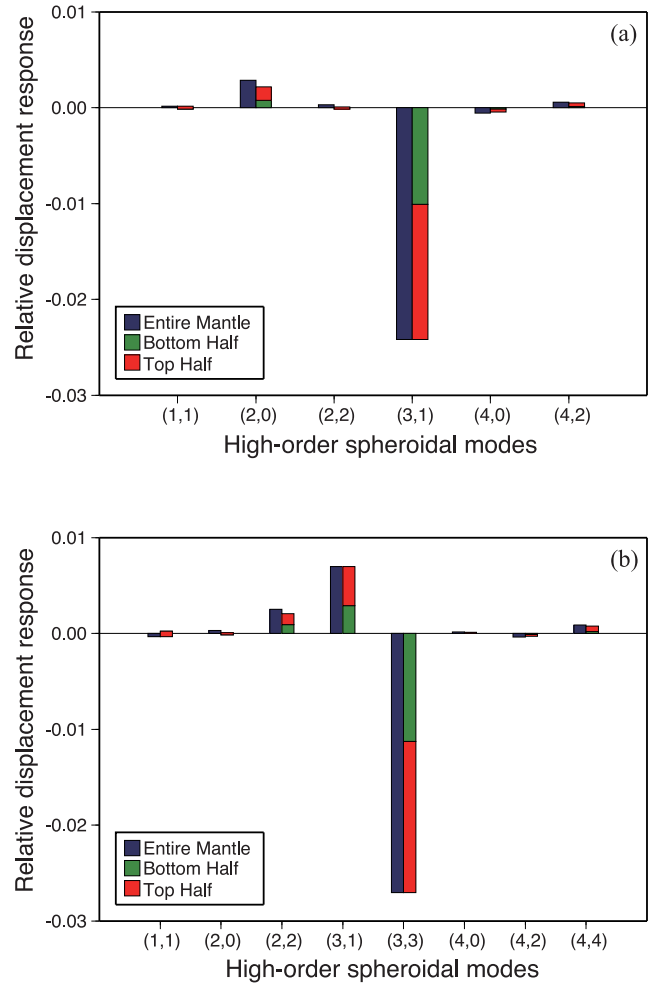 (a)
Relative displacement response
0.01
0.00
-0.01
-0.02
-0.03
Entire Mantle
Bottom Half
Top Half
(1,1) (2,0) (2,2) (3,1) (4,0) (4,2)
High-order spheroidal modes
(b)
Relative displacement response
0.01
0.00
-0.01
-0.02
-0.03
Entire Mantle
Bottom Half
Top Half
(1,1) (2,0) (2,2) (3,1) (3,3) (4,0) (4,2) (4,4)
High-order spheroidal modes